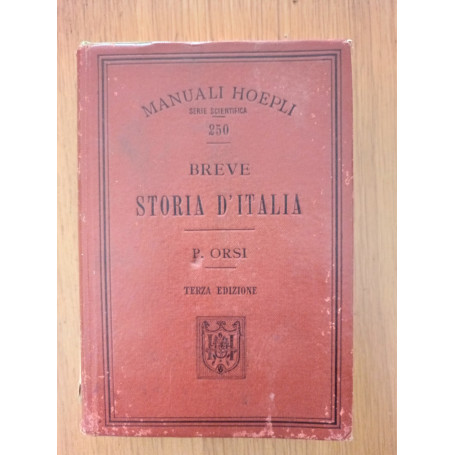 MANUALI HOEPLI
SERIE SCIENTIFICA
250
BREVE
STORIA D'ITALIA
P. ORSI
TERZA EDIZIONE